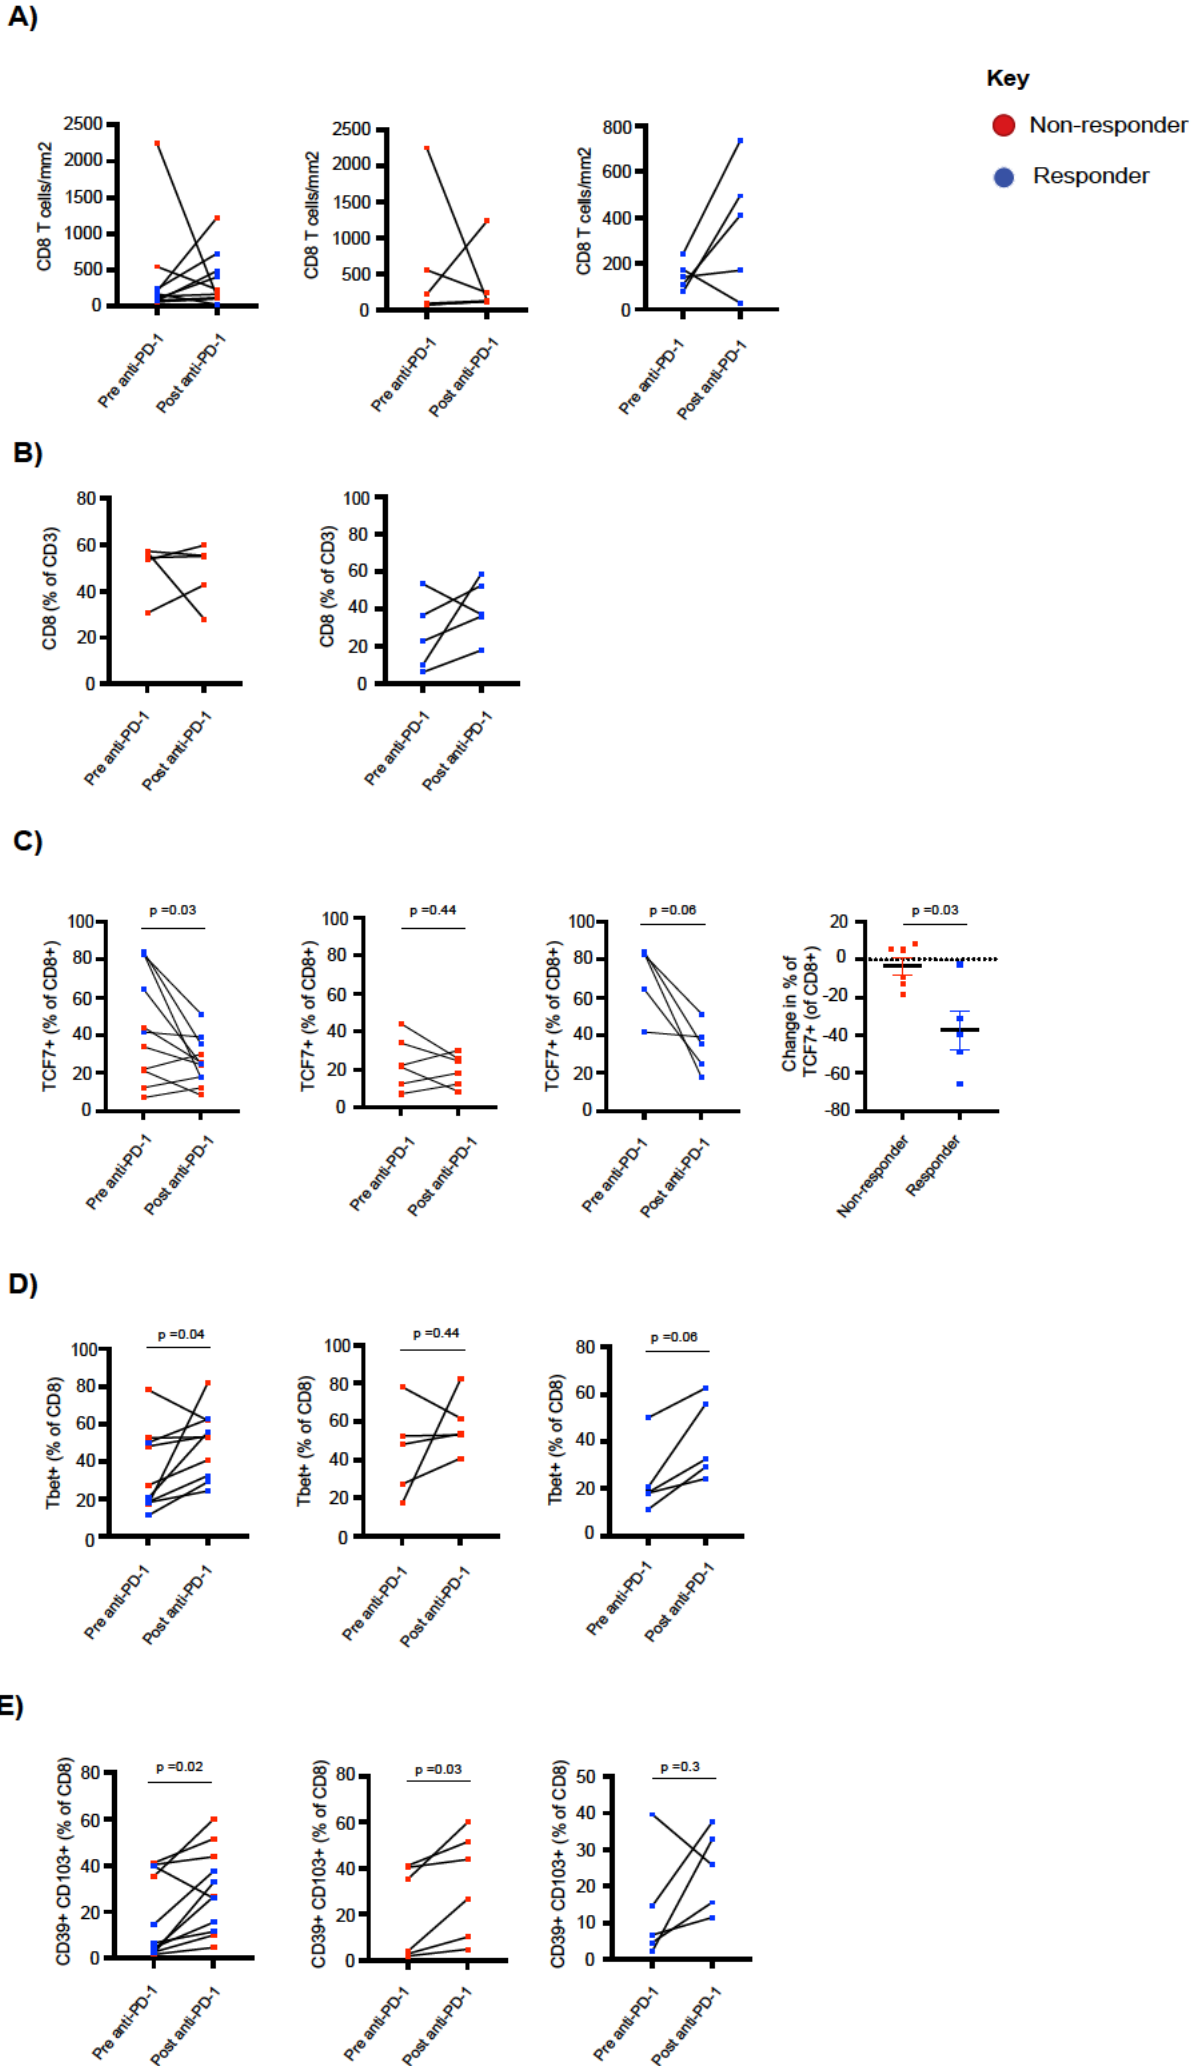 A)
Key
Non-responder
Responder
CD8 T cells/mm2
2500
2000
1500
1000
500
0
Pre anti-PD-1
Post anti-PD-1
CD8 T cells/mm2
2500
2000
1500
1000
500
0
Pre anti-PD-1
Post anti-PD-1
CD8 T cells/mm2
800
600
400
200
0
Pre anti-PD-1
Post anti-PD-1
B)
CD8 (% of CD3)
80
60
40
20
0
Pre anti-PD-1
Post anti-PD-1
CD8 (% of CD3)
100
80
60
40
20
0
Pre anti-PD-1
Post anti-PD-1
C)
p =0.03
TCF7+ (% of CD8+)
100
80
60
40
20
0
Pre anti-PD-1
Post anti-PD-1
p =0.44
TCF7+ (% of CD8+)
100
80
60
40
20
0
Pre anti-PD-1
Post anti-PD-1
p =0.06
TCF7+ (% of CD8+)
100
80
60
40
20
0
Pre anti-PD-1
Post anti-PD-1
p =0.03
Change in % of
TCF7+ (of CD8+)
20
0
-20
-40
-60
-80
Non-responder
Responder
D)
p =0.04
Tbet+ (% of CD8)
100
80
60
40
20
0
Pre anti-PD-1
Post anti-PD-1
p =0.44
Tbet+ (% of CD8)
100
80
60
40
20
0
Pre anti-PD-1
Post anti-PD-1
p =0.06
Tbet+ (% of CD8)
80
60
40
20
0
Pre anti-PD-1
Post anti-PD-1
E)
p =0.02
CD39+ CD103+ (% of CD8)
80
60
40
20
0
Pre anti-PD-1
Post anti-PD-1
p =0.03
CD39+ CD103+ (% of CD8)
80
60
40
20
0
Pre anti-PD-1
Post anti-PD-1
p =0.3
CD39+ CD103+ (% of CD8)
50
40
30
20
10
0
Pre anti-PD-1
Post anti-PD-1